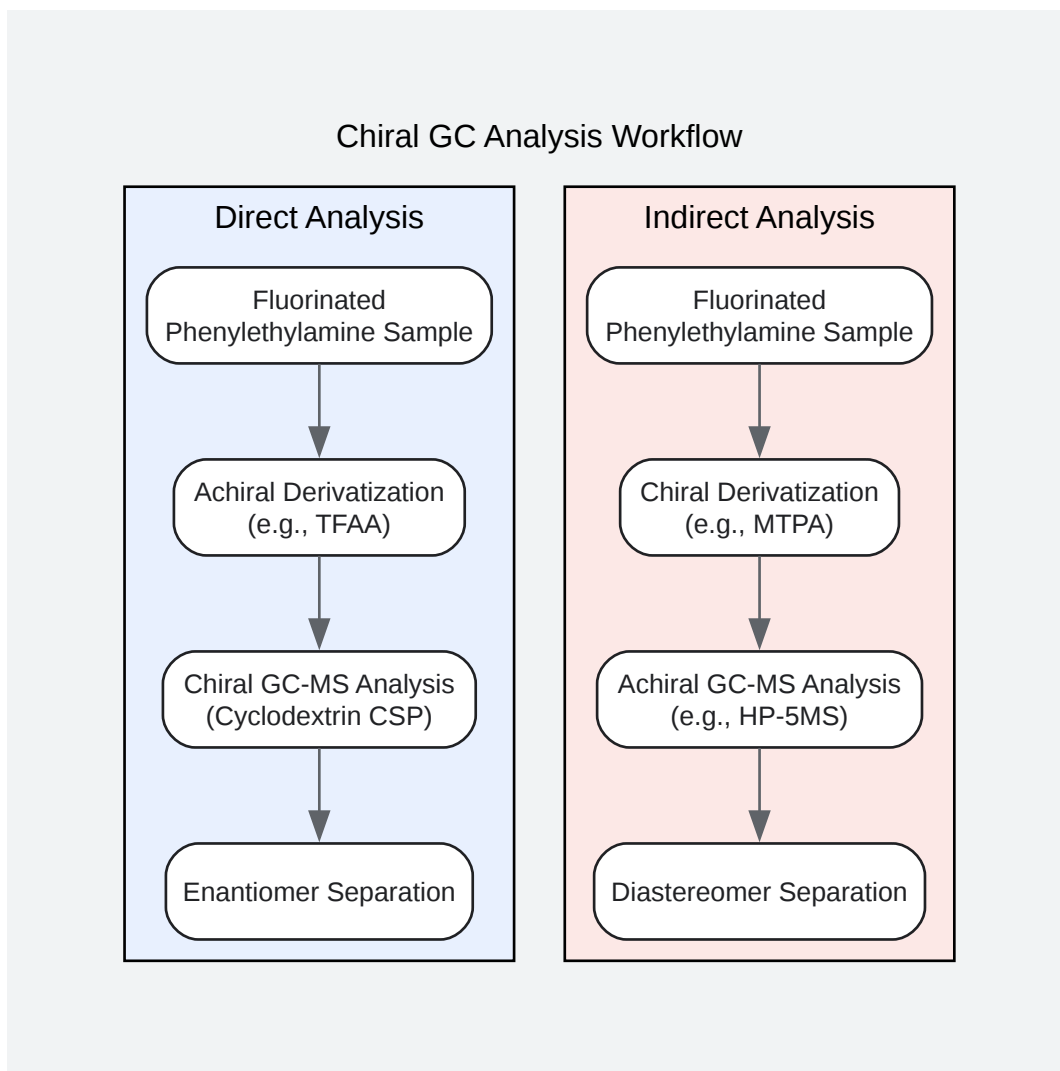 Chiral GC Analysis Workflow
Direct Analysis
Fluorinated
Phenylethylamine Sample
Achiral Derivatization
(e.g., TFAA)
Chiral GC-MS Analysis
(Cyclodextrin CSP)
Enantiomer Separation
Indirect Analysis
Fluorinated
Phenylethylamine Sample
Chiral Derivatization
(e.g., MTPA)
Achiral GC-MS Analysis
(e.g., HP-5MS)
Diastereomer Separation